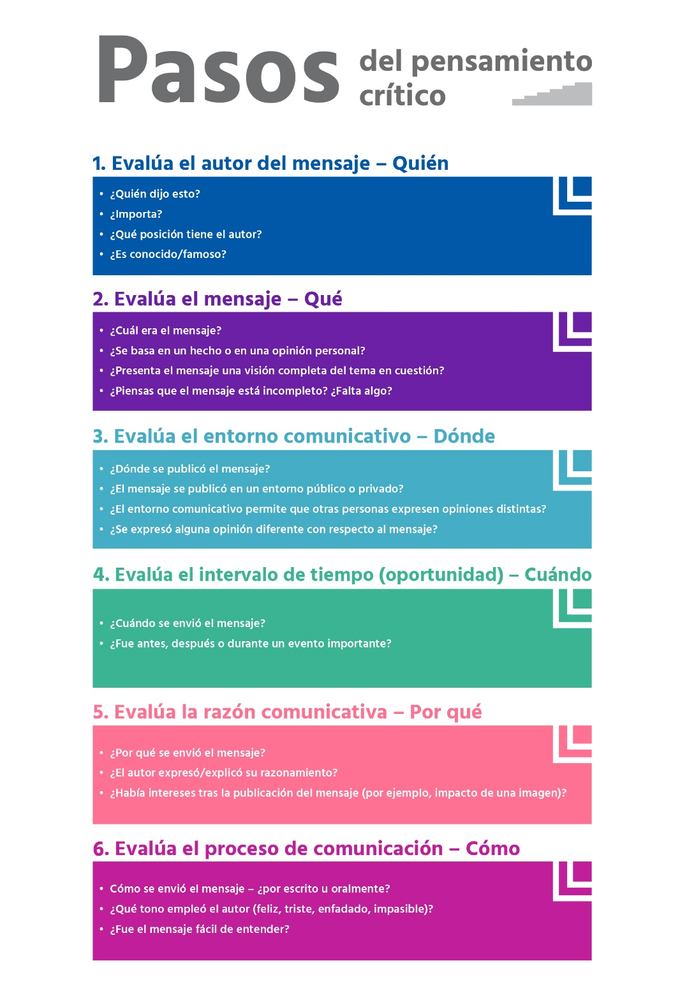 Pasos
del pensamiento
crítico
1. Evalúa el autor del mensaje – Quién
• ¿Quién dijo esto?
• ¿Importa?
• ¿Qué posición tiene el autor?
• ¿Es conocido/famoso?
2. Evalúa el mensaje – Qué
• ¿Cuál era el mensaje?
• ¿Se basa en un hecho o en una opinión personal?
• ¿Presenta el mensaje una visión completa del tema en cuestión?
• ¿Piensas que el mensaje está incompleto? ¿Falta algo?
3. Evalúa el entorno comunicativo – Dónde
• ¿Dónde se publicó el mensaje?
• ¿El mensaje se publicó en un entorno público o privado?
• ¿El entorno comunicativo permite que otras personas expresen opiniones distintas?
• ¿Se expresó alguna opinión diferente con respecto al mensaje?
4. Evalúa el intervalo de tiempo (oportunidad) – Cuándo
• ¿Cuándo se envió el mensaje?
• ¿Fue antes, después o durante un evento importante?
5. Evalúa la razón comunicativa – Por qué
• ¿Por qué se envió el mensaje?
• ¿El autor expresó/explicó su razonamiento?
• ¿Había intereses tras la publicación del mensaje (por ejemplo, impacto de una imagen)?
6. Evalúa el proceso de comunicación – Cómo
• Cómo se envió el mensaje – ¿por escrito u oralmente?
• ¿Qué tono empleó el autor (feliz, triste, enfadado, impasible)?
• ¿Fue el mensaje fácil de entender?